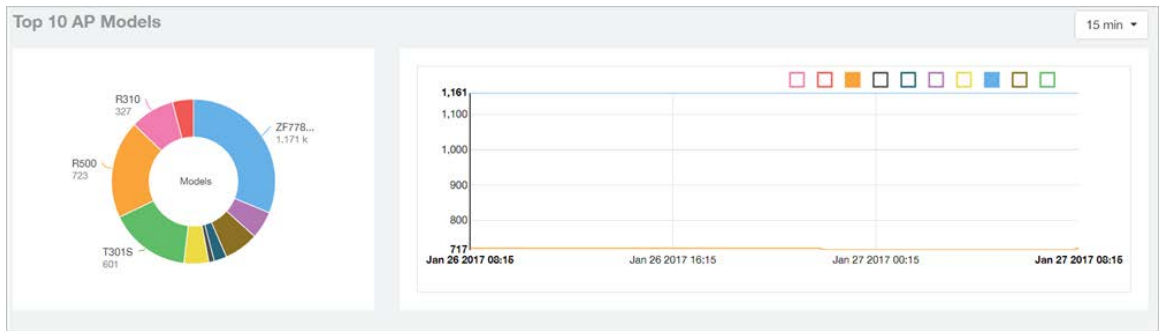 Top 10 AP Models
15 min
R310
327
ZF778...
1.171 k
R500
723
Models
T301S
601
1,161
1,100
1,000
900
800
717
Jan 26 2017 08:15 Jan 26 2017 16:15 Jan 27 2017 00:15 Jan 27 2017 08:15